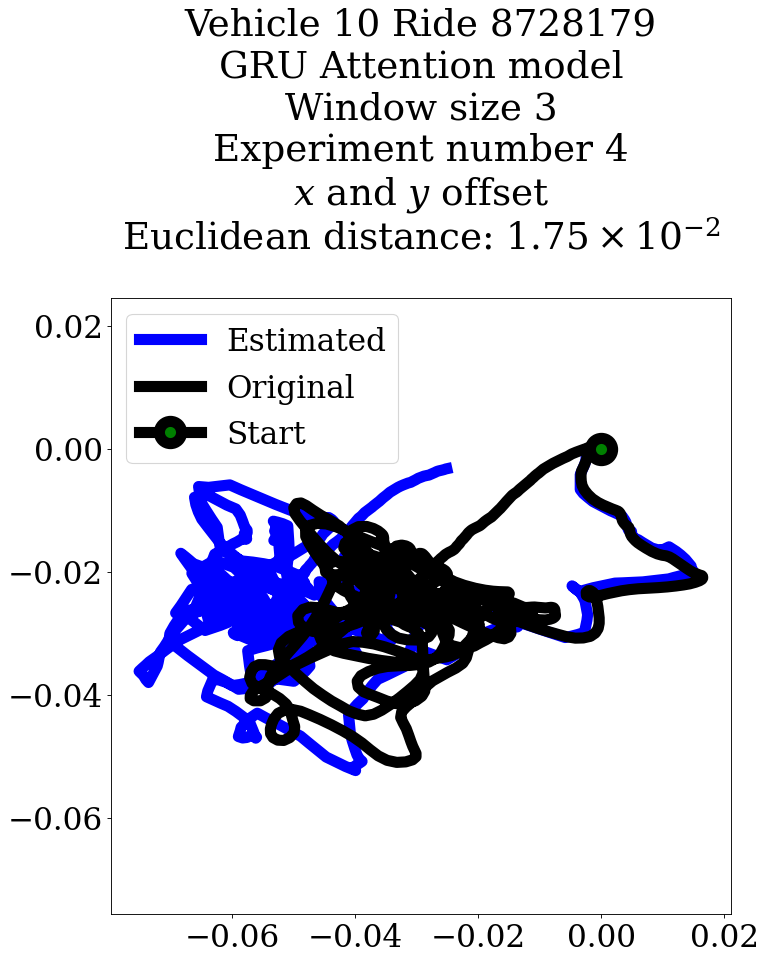 Vehicle 10 Ride 8728179
GRU Attention model
Window size 3
Experiment number 4
x and y offset
Euclidean distance: 1.75 × 10⁻²
Estimated
Original
Start
0.02
0.00
−0.02
−0.04
−0.06
−0.06 −0.04 −0.02 0.00 0.02